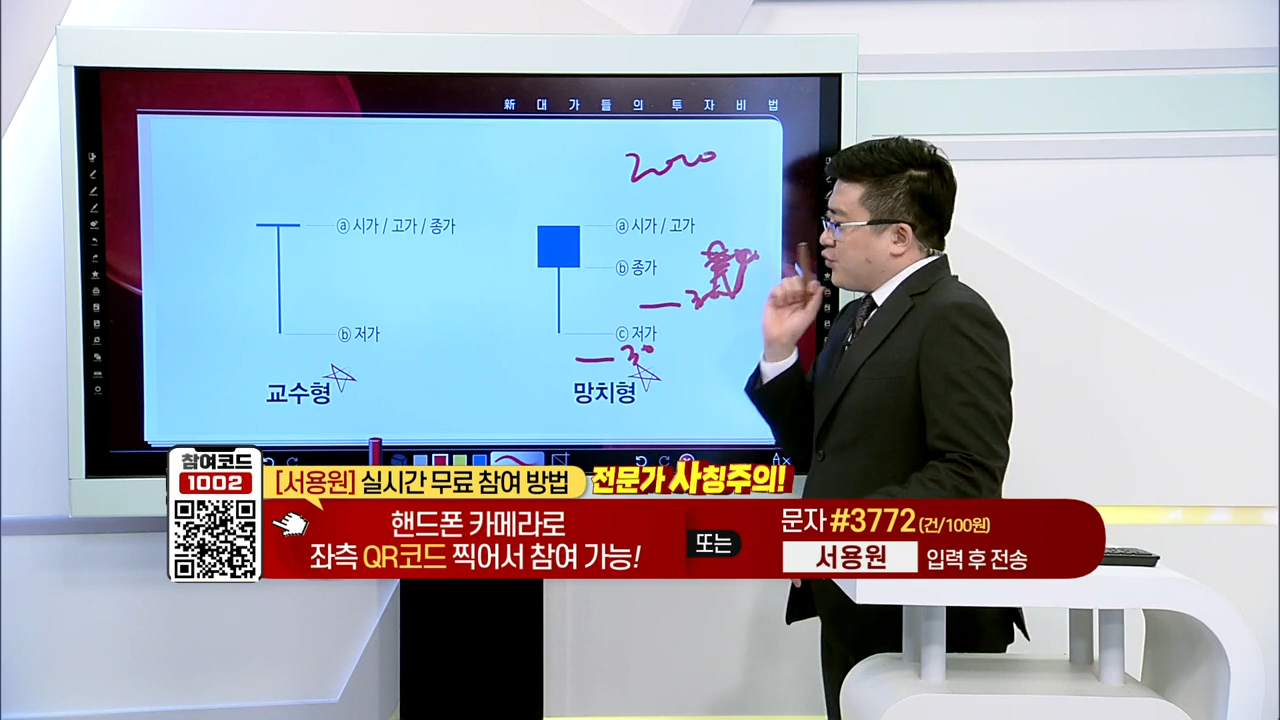 新 대 가 들 의 투 자 비 법
2020
ⓐ 시가 / 고가 / 종가
ⓑ 저가
교수형
ⓐ 시가 / 고가
ⓑ 종가
ⓒ 저가
30
망치형
참여코드
1002
[서용원] 실시간 무료 참여 방법
전문가 사칭주의!
핸드폰 카메라로
좌측 QR코드 찍어서 참여 가능!
또는
문자 #3772 (건/100원)
서용원 입력 후 전송